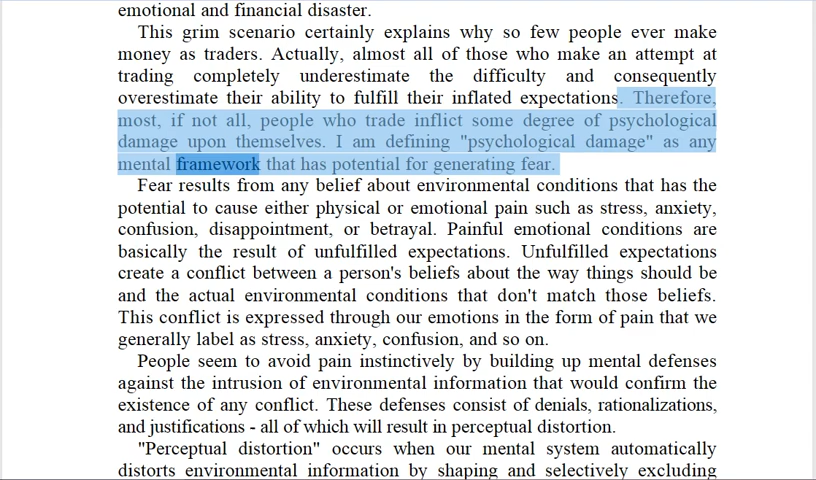 emotional and financial disaster.
This grim scenario certainly explains why so few people ever make
money as traders. Actually, almost all of those who make an attempt at
trading completely underestimate the difficulty and consequently
overestimate their ability to fulfill their inflated expectations. Therefore,
most, if not all, people who trade inflict some degree of psychological
damage upon themselves. I am defining "psychological damage" as any
mental framework that has potential for generating fear.
Fear results from any belief about environmental conditions that has the
potential to cause either physical or emotional pain such as stress, anxiety,
confusion, disappointment, or betrayal. Painful emotional conditions are
basically the result of unfulfilled expectations. Unfulfilled expectations
create a conflict between a person's beliefs about the way things should be
and the actual environmental conditions that don't match those beliefs.
This conflict is expressed through our emotions in the form of pain that we
generally label as stress, anxiety, confusion, and so on.
People seem to avoid pain instinctively by building up mental defenses
against the intrusion of environmental information that would confirm the
existence of any conflict. These defenses consist of denials, rationalizations,
and justifications - all of which will result in perceptual distortion.
"Perceptual distortion" occurs when our mental system automatically
distorts environmental information by shaping and selectively excluding